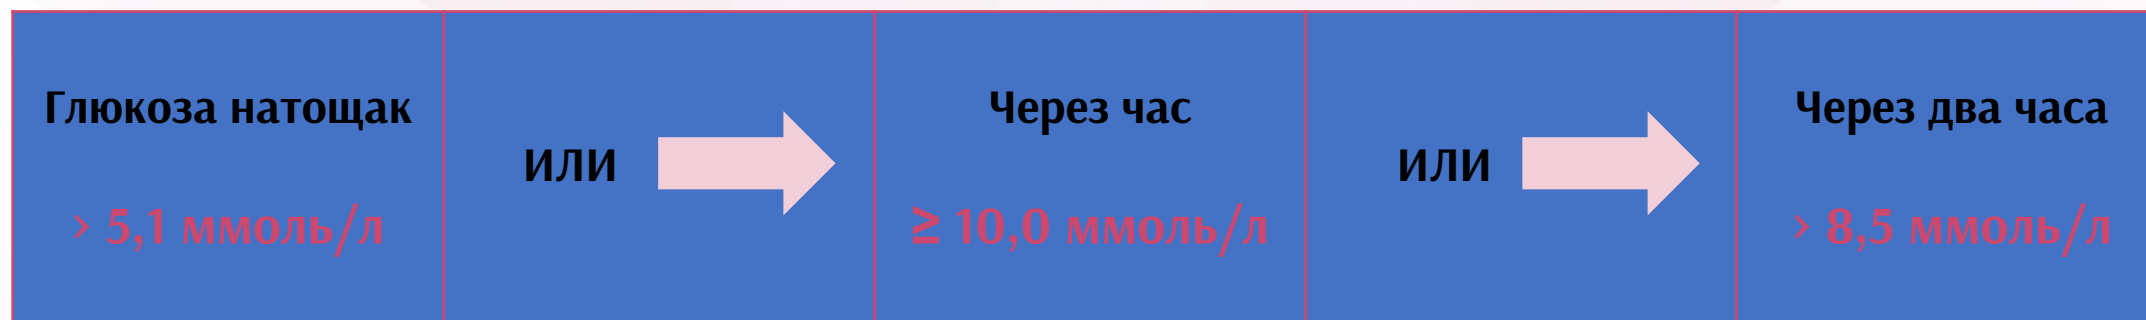 Глюкоза натощак
> 5,1 ммоль/л
ИЛИ
Через час
≥ 10,0 ммоль/л
ИЛИ
Через два часа
> 8,5 ммоль/л